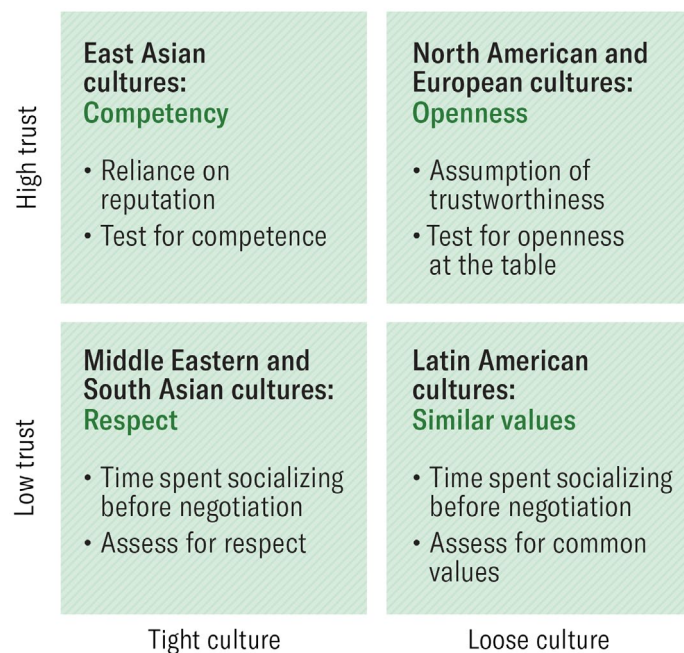 High trust
East Asian
cultures:
Competency
• Reliance on
reputation
• Test for competence
North American and
European cultures:
Openness
• Assumption of
trustworthiness
• Test for openness
at the table
Low trust
Middle Eastern and
South Asian cultures:
Respect
• Time spent socializing
before negotiation
• Assess for respect
Latin American
cultures:
Similar values
• Time spent socializing
before negotiation
• Assess for common
values
Tight culture
Loose culture